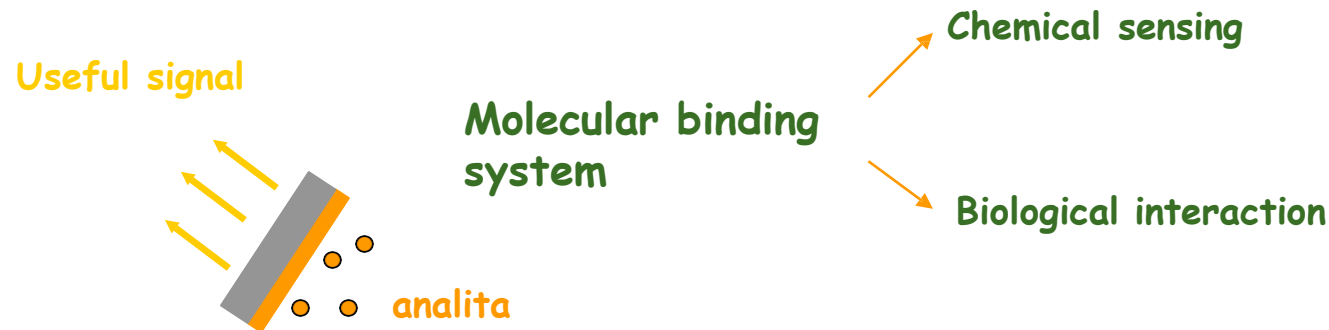 Chemical sensing
Useful signal
Molecular binding
system
Biological interaction
analita